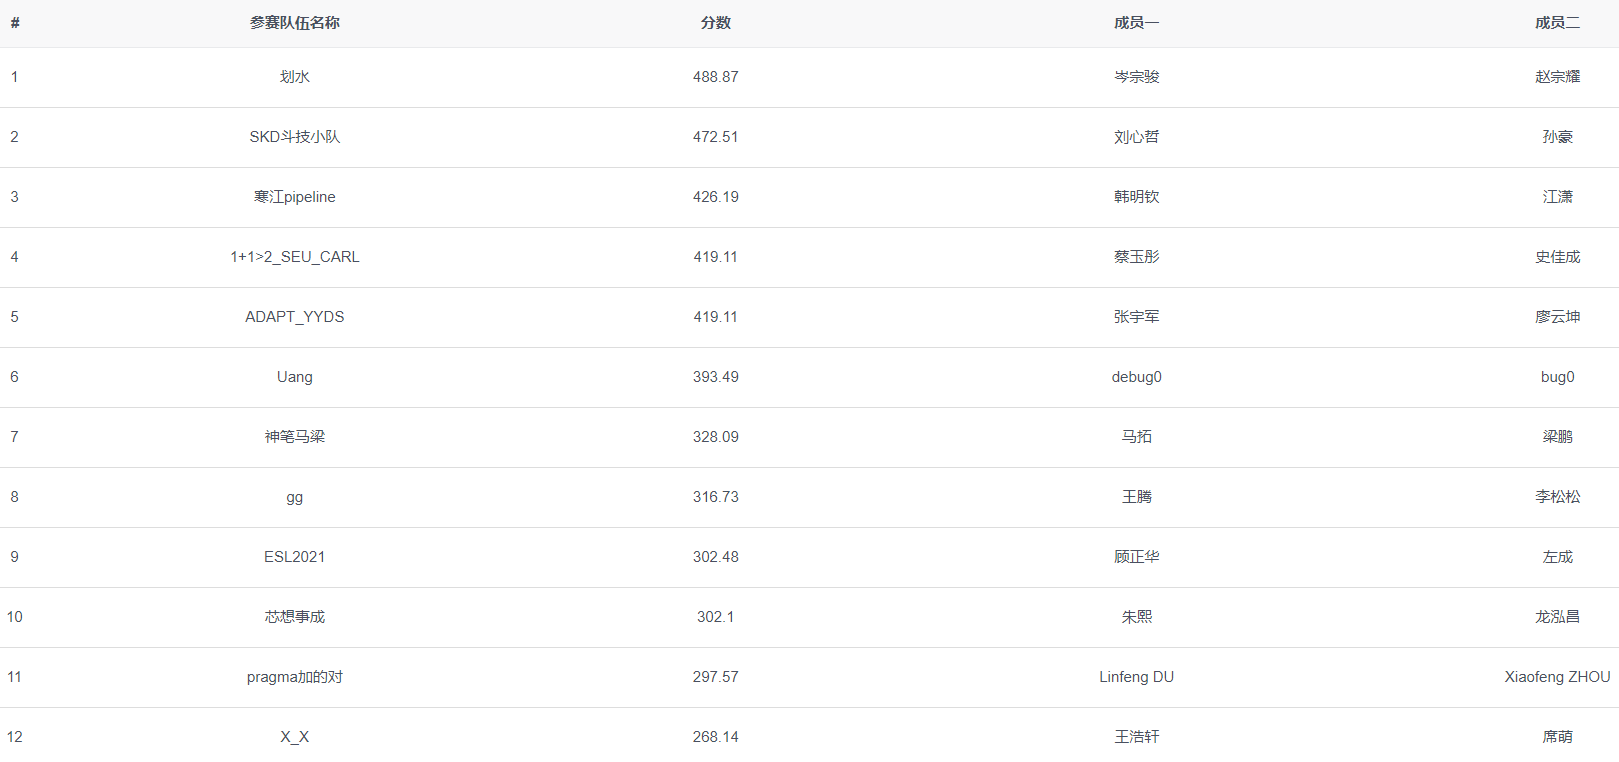 # 参赛队伍名称 分数 成员一 成员二
1 划水 488.87 岑宗骏 赵宗耀
2 SKD斗技小队 472.51 刘心哲 孙豪
3 寒江pipeline 426.19 韩明钦 江潇
4 1+1>2_SEU_CARL 419.11 蔡玉彤 史佳成
5 ADAPT_YYDS 419.11 张宇军 廖云坤
6 Uang 393.49 debug0 bug0
7 神笔马梁 328.09 马拓 梁鹏
8 gg 316.73 王腾 李松松
9 ESL2021 302.48 顾正华 左成
10 芯想事成 302.1 朱熙 龙泓昌
11 pragma加的对 297.57 Linfeng DU Xiaofeng ZHOU
12 X_X 268.14 王浩轩 席萌